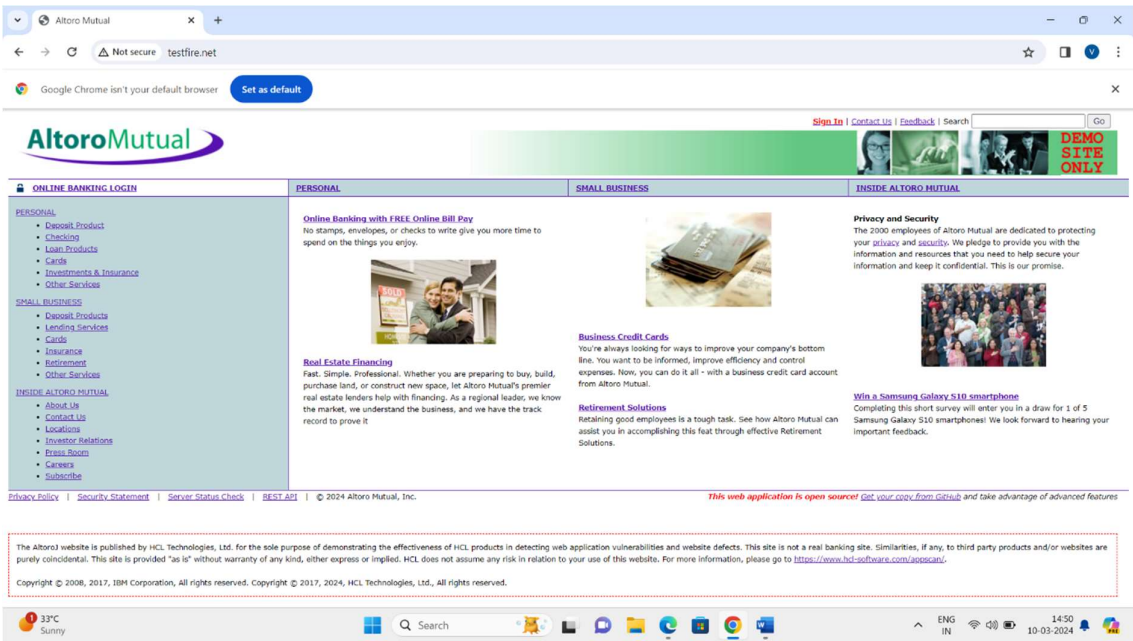 Altoro Mutual
Not secure testfire.net
V
Google Chrome isn't your default browser Set as default
Sign In | Contact Us | Feedback | Search Go
AltoroMutual
DEMO
SITE
ONLY
ONLINE BANKING LOGIN PERSONAL SMALL BUSINESS INSIDE ALTORO MUTUAL
PERSONAL
Deposit Product
Checking
Loan Products
Cards
Investments & Insurance
Other Services
SMALL BUSINESS
Deposit Products
Lending Services
Cards
Insurance
Retirement
Other Services
INSIDE ALTORO MUTUAL
About Us
Contact Us
Locations
Investor Relations
Press Room
Careers
Subscribe
Online Banking with FREE Online Bill Pay
No stamps, envelopes, or checks to write give you more time to
spend on the things you enjoy.
SOLD
Real Estate Financing
Fast. Simple. Professional. Whether you are preparing to buy, build,
purchase land, or construct new space, let Altoro Mutual's premier
real estate lenders help with financing. As a regional leader, we know
the market, we understand the business, and we have the track
record to prove it
Business Credit Cards
You're always looking for ways to improve your company's bottom
line. You want to be informed, improve efficiency and control
expenses. Now, you can do it all - with a business credit card account
from Altoro Mutual.
Retirement Solutions
Retaining good employees is a tough task. See how Altoro Mutual can
assist you in accomplishing this feat through effective Retirement
Solutions.
Privacy and Security
The 2000 employees of Altoro Mutual are dedicated to protecting
your privacy and security. We pledge to provide you with the
information and resources that you need to help secure your
information and keep it confidential. This is our promise.
Win a Samsung Galaxy S10 smartphone
Completing this short survey will enter you in a draw for 1 of 5
Samsung Galaxy S10 smartphones! We look forward to hearing your
important feedback.
Privacy Policy | Security Statement | Server Status Check | REST API | © 2024 Altoro Mutual, Inc. This web application is open source! Get your copy from GitHub and take advantage of advanced features
The AltoroJ website is published by HCL Technologies, Ltd. for the sole purpose of demonstrating the effectiveness of HCL products in detecting web application vulnerabilities and website defects. This site is not a real banking site. Similarities, if any, to third party products and/or websites are
purely coincidental. This site is provided "as is" without warranty of any kind, either express or implied. HCL does not assume any risk in relation to your use of this website. For more information, please go to https://www.hcl-software.com/appscan/.
Copyright © 2008, 2017, IBM Corporation, All rights reserved. Copyright © 2017, 2024, HCL Technologies, Ltd., All rights reserved.
1 33°C
Sunny
Search
ENG
IN
14:50
10-03-2024
PRE